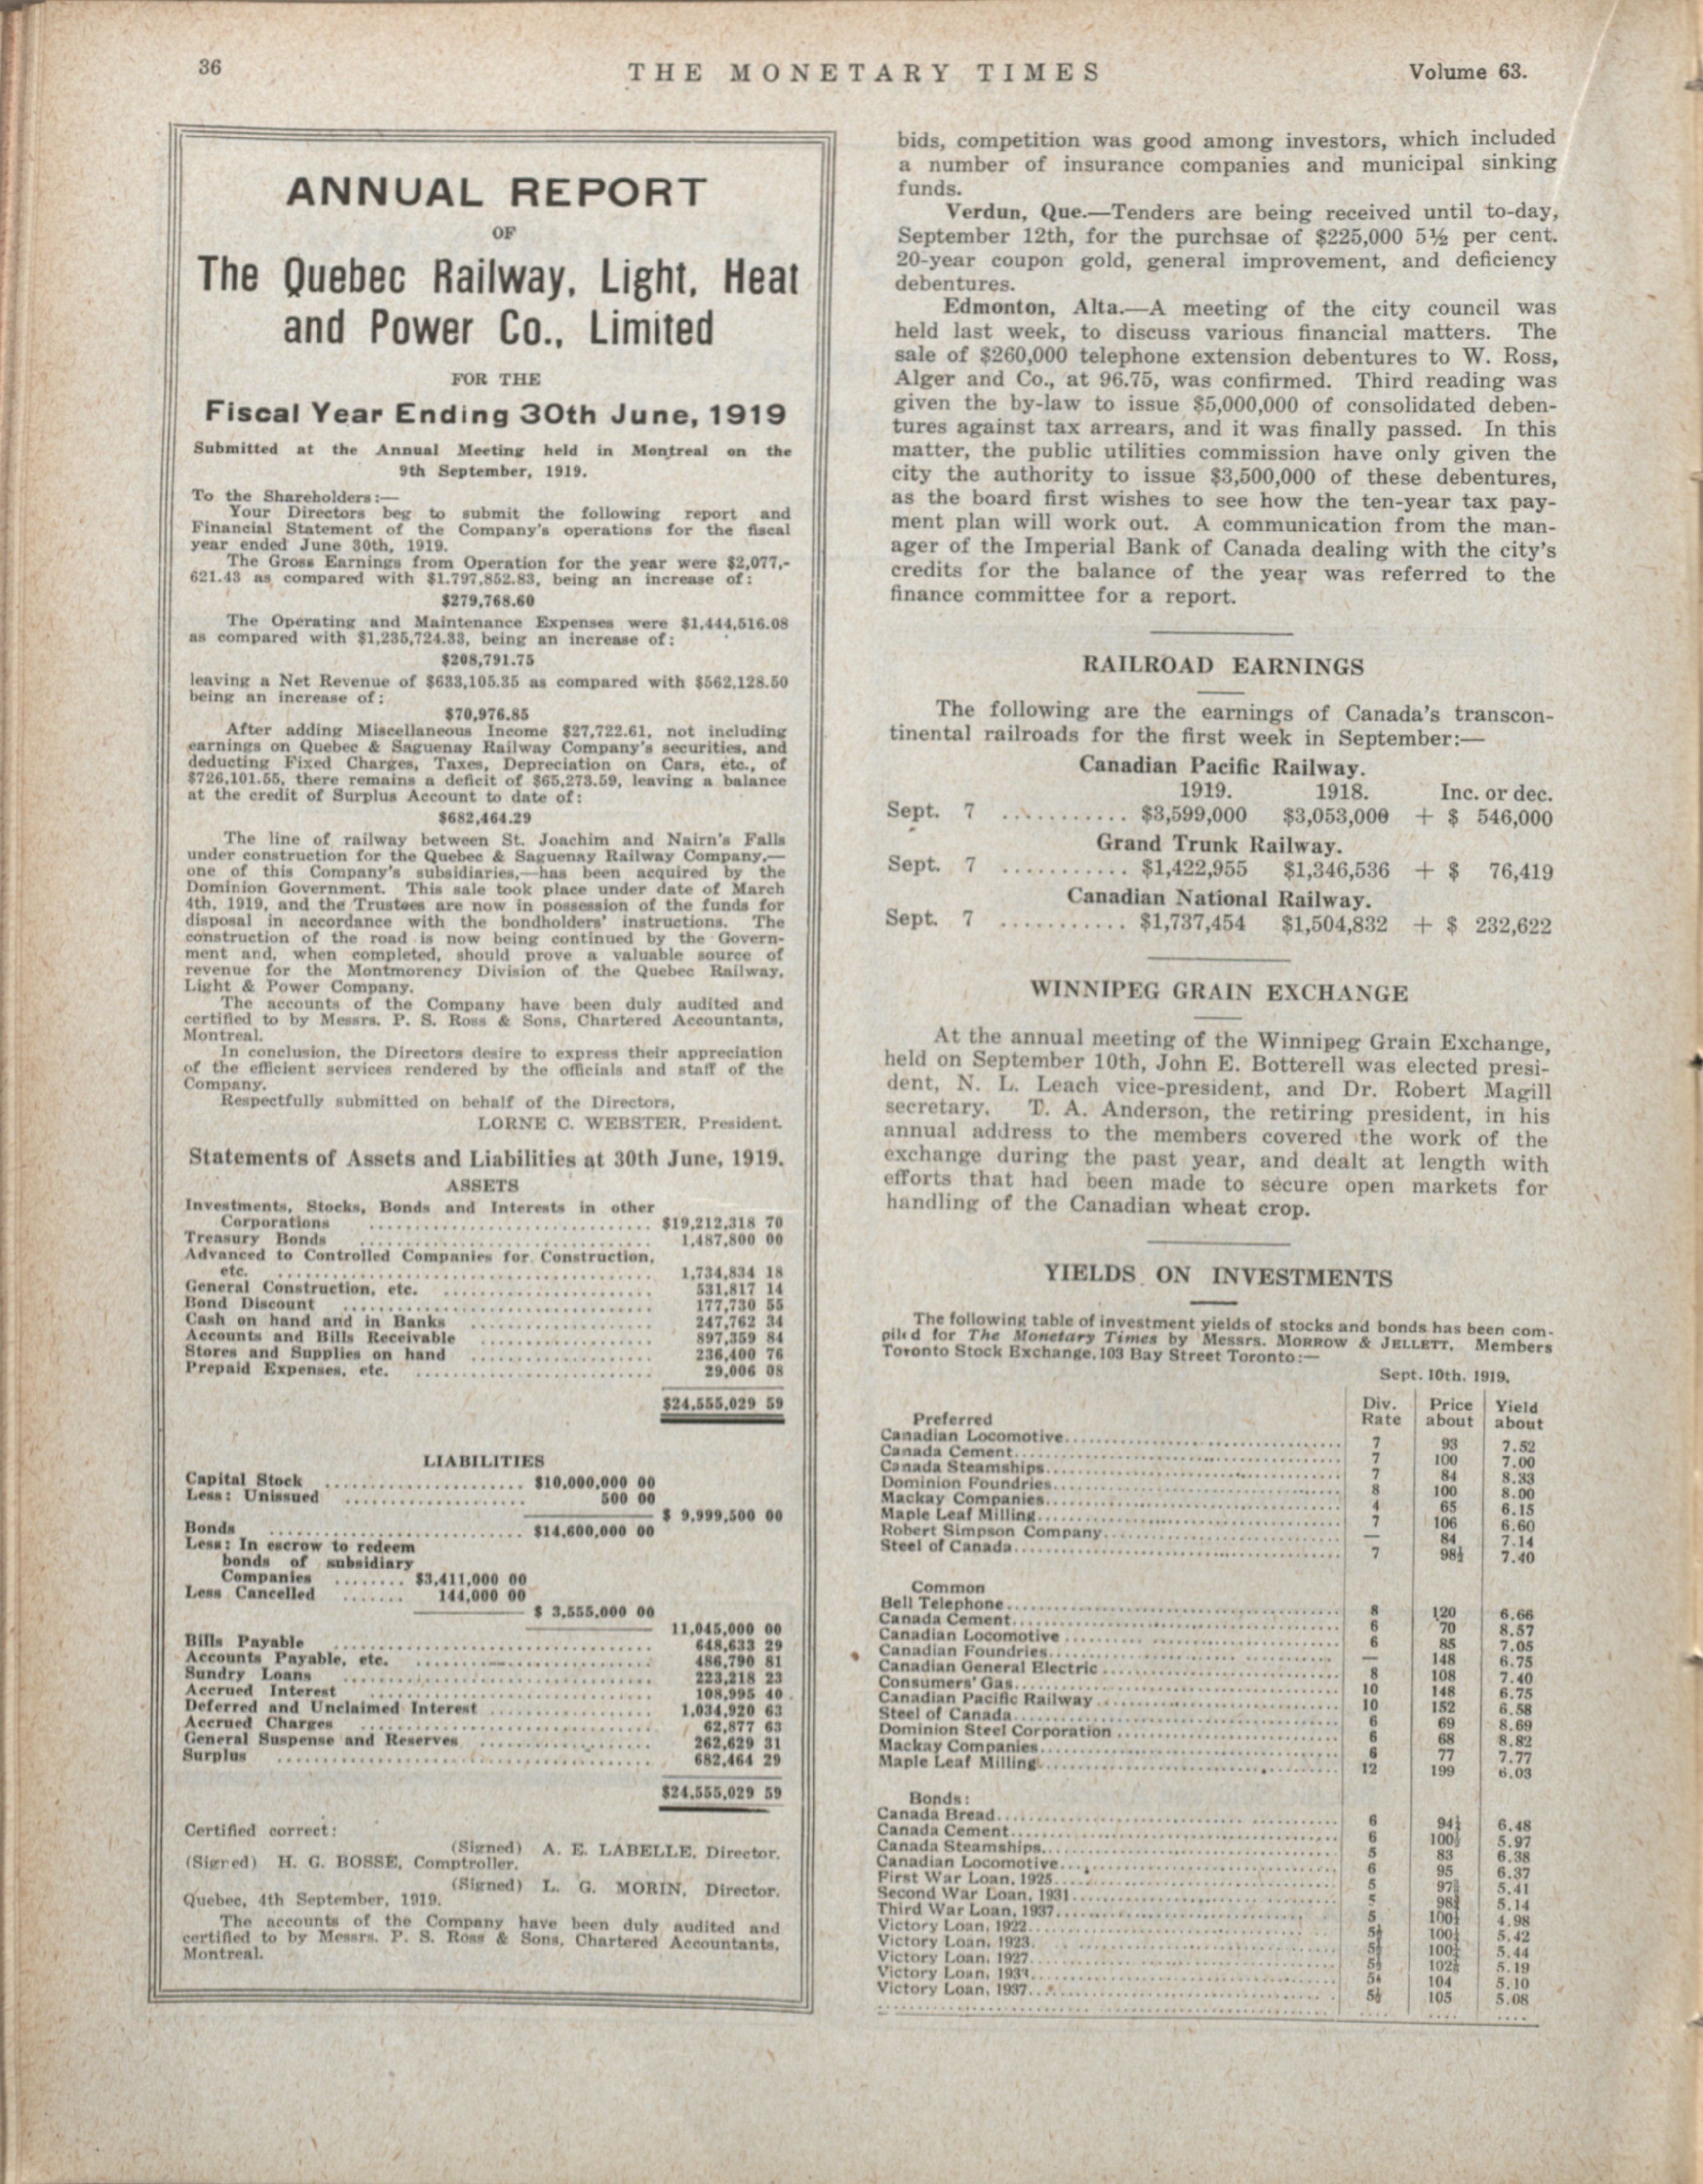 36
THE MONETARY TIMES
Volume 63.
ANNUAL REPORT
OF
The Quebec Railway, Light, Heat
and Power Co., Limited
FOR THE
Fiscal Year Ending 30th June, 1919
Submitted at the Annual Meeting held in Montreal on the
9th September, 1919.
To the Shareholders:—
Your Directors beg to submit the following report and
Financial Statement of the Company's operations for the fiscal
year ended June 30th, 1919.
The Gross Earnings from Operation for the year were $2,077,-
621.43 as compared with $1.797,852.83, being an increase of:
$279,768.60
The Operating and Maintenance Expenses were $1,444,516.08
as compared with $1,235,724.33, being an increase of:
$208,791.75
leaving a Net Revenue of $633,105.35 as compared with $562,128.50
being an increase of:
$70,976.85
After adding Miscellaneous Income $27,722.61, not including
earnings on Quebec & Saguenay Railway Company's securities, and
deducting Fixed Charges, Taxes, Depreciation on Cars, etc., of
$726,101.55, there remains a deficit of $65,273.59, leaving a balance
at the credit of Surplus Account to date of:
$682,464.29
The line of railway between St. Joachim and Nairn's Falls
under construction for the Quebec & Saguenay Railway Company,—
one of this Company's subsidiaries,—has been acquired by the
Dominion Government. This sale took place under date of March
4th, 1919, and the Trustees are now in possession of the funds for
disposal in accordance with the bondholders' instructions. The
construction of the road is now being continued by the Govern-
ment and, when completed, should prove a valuable source of
revenue for the Montmorency Division of the Quebec Railway,
Light & Power Company.
The accounts of the Company have been duly audited and
certified to by Messrs. P. S. Ross & Sons, Chartered Accountants,
Montreal.
In conclusion, the Directors desire to express their appreciation
of the efficient services rendered by the officials and staff of the
Company.
Respectfully submitted on behalf of the Directors,
LORNE C. WEBSTER, President.
Statements of Assets and Liabilities at 30th June, 1919.
ASSETS
Investments, Stocks, Bonds and Interests in other
Corporations .............................. $19,212,318 70
Treasury Bonds .............................. 1,487,800 00
Advanced to Controlled Companies for Construction,
etc. .............................. 1,734,834 18
General Construction, etc. .............................. 531,817 14
Bond Discount .............................. 177,730 55
Cash on hand and in Banks .................... 247,762 34
Accounts and Bills Receivable .................... 897,359 84
Stores and Supplies on hand .................... 236,400 76
Prepaid Expenses, etc. .................... 29,006 08
$24,555,029 59
LIABILITIES
Capital Stock .................... $10,000,000 00
Less: Unissued .................... 500 00
$ 9,999,500 00
Bonds .................... $14,600,000 00
Less: In escrow to redeem
bonds of subsidiary
Companies ........ $3,411,000 00
Less Cancelled ....... 144,000 00
$ 3,555,000 00
11,045,000 00
Bills Payable .................... 648,633 29
Accounts Payable, etc. .................... 486,790 81
Sundry Loans .................... 223,218 23
Accrued Interest .................... 108,995 40
Deferred and Unclaimed Interest .................... 1,034,920 63
Accrued Charges .................... 62,877 63
General Suspense and Reserves .................... 262,629 31
Surplus .................... 682,464 29
$24,555,029 59
Certified correct:
(Signed) A. E. LABELLE, Director.
(Signed) H. G. BOSSE, Comptroller.
(Signed) L. G. MORIN, Director.
Quebec, 4th September, 1919.
The accounts of the Company have been duly audited and
certified to by Messrs. P. S. Ross & Sons, Chartered Accountants,
Montreal.
bids, competition was good among investors, which included
a number of insurance companies and municipal sinking
funds.
Verdun, Que.—Tenders are being received until to-day,
September 12th, for the purchsae of $225,000 5½ per cent.
20-year coupon gold, general improvement, and deficiency
debentures.
Edmonton, Alta.—A meeting of the city council was
held last week, to discuss various financial matters. The
sale of $260,000 telephone extension debentures to W. Ross,
Alger and Co., at 96.75, was confirmed. Third reading was
given the by-law to issue $5,000,000 of consolidated deben-
tures against tax arrears, and it was finally passed. In this
matter, the public utilities commission have only given the
city the authority to issue $3,500,000 of these debentures,
as the board first wishes to see how the ten-year tax pay-
ment plan will work out. A communication from the man-
ager of the Imperial Bank of Canada dealing with the city's
credits for the balance of the year was referred to the
finance committee for a report.
RAILROAD EARNINGS
The following are the earnings of Canada's transcon-
tinental railroads for the first week in September:—
Canadian Pacific Railway.
1919. 1918. Inc. or dec.
Sept. 7 ........... $3,599,000 $3,053,000 + $ 546,000
Grand Trunk Railway.
Sept. 7 ........... $1,422,955 $1,346,536 + $ 76,419
Canadian National Railway.
Sept. 7 ........... $1,737,454 $1,504,832 + $ 232,622
WINNIPEG GRAIN EXCHANGE
At the annual meeting of the Winnipeg Grain Exchange,
held on September 10th, John E. Botterell was elected presi-
dent, N. L. Leach vice-president, and Dr. Robert Magill
secretary. T. A. Anderson, the retiring president, in his
annual address to the members covered the work of the
exchange during the past year, and dealt at length with
efforts that had been made to secure open markets for
handling of the Canadian wheat crop.
YIELDS ON INVESTMENTS
The following table of investment yields of stocks and bonds has been com-
piled for The Monetary Times by Messrs. MORROW & JELLETT, Members
Toronto Stock Exchange, 103 Bay Street Toronto:—
Sept. 10th, 1919.
Div. Price Yield
Preferred Rate about about
Canadian Locomotive.................... 7 93 7.52
Canada Cement.................... 7 100 7.00
Canada Steamships.................... 7 84 8.33
Dominion Foundries.................... 8 100 8.00
Mackay Companies.................... 4 65 6.15
Maple Leaf Milling.................... 7 106 6.60
Robert Simpson Company.................... — 84 7.14
Steel of Canada.................... 7 98½ 7.40
Common
Bell Telephone.................... 8 120 6.66
Canada Cement.................... 6 70 8.57
Canadian Locomotive.................... 6 85 7.05
Canadian Foundries.................... — 148 6.75
Canadian General Electric.................... 8 108 7.40
Consumers' Gas.................... 10 148 6.75
Canadian Pacific Railway.................... 10 152 6.58
Steel of Canada.................... 6 69 8.69
Dominion Steel Corporation.................... 6 68 8.82
Mackay Companies.................... 6 77 7.77
Maple Leaf Milling.................... 12 199 6.03
Bonds:
Canada Bread.................... 6 6.48
Canada Cement.................... 6 5.97
Canada Steamships.................... 5 83 6.38
Canadian Locomotive.................... 6 95 6.37
First War Loan, 1925.................... 5 5.41
Second War Loan, 1931.................... 5 5.14
Third War Loan, 1937.................... 5 4.98
Victory Loan, 1922.................... 5½ 5.42
Victory Loan, 1923.................... 5½ 5.44
Victory Loan, 1927.................... 5½ 5.19
Victory Loan, .................... 104 5.10
Victory Loan, 1937.................... 5½ 105 5.08